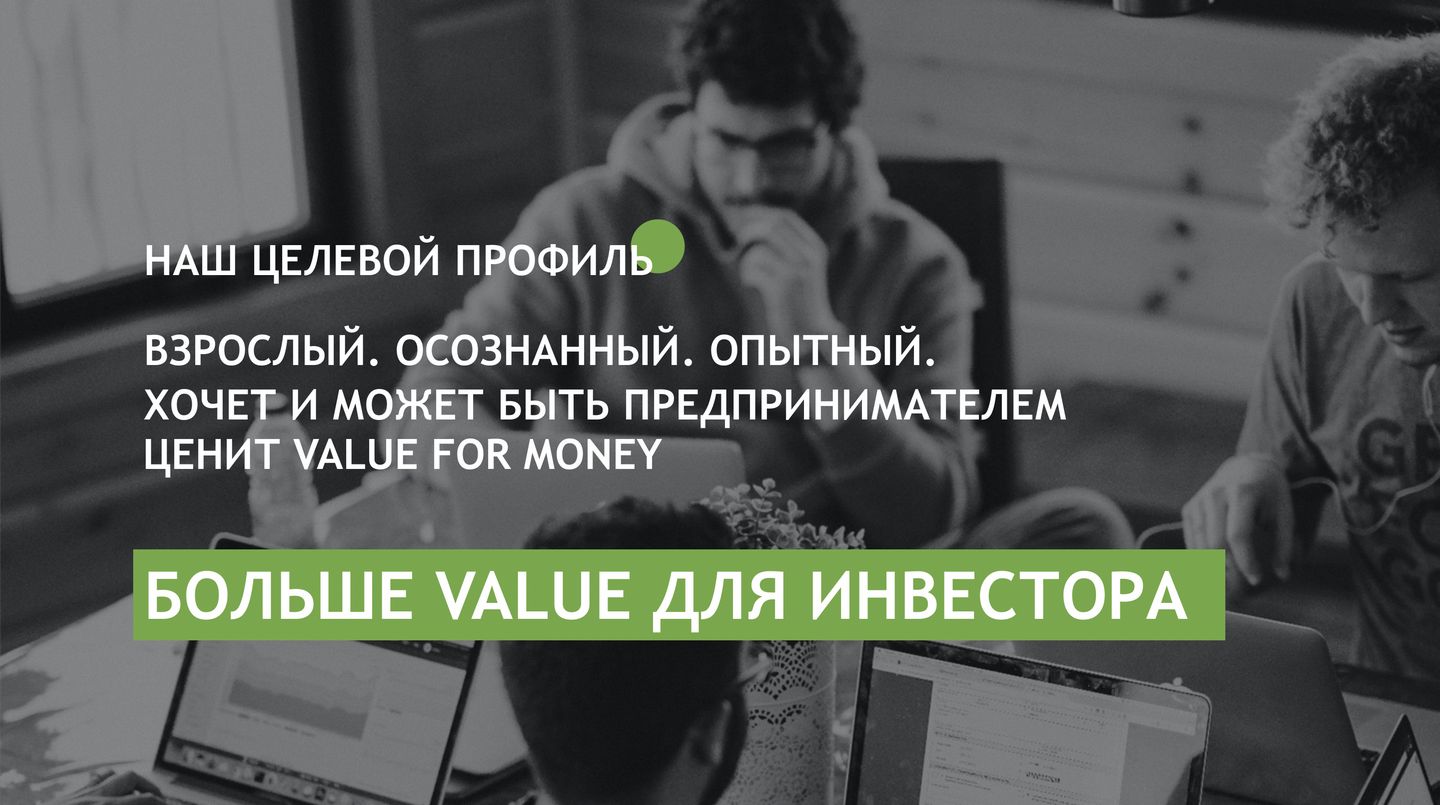 НАШ ЦЕЛЕВОЙ ПРОФИЛЬ
ВЗРОСЛЫЙ. ОСОЗНАННЫЙ. ОПЫТНЫЙ.
ХОЧЕТ И МОЖЕТ БЫТЬ ПРЕДПРИНИМАТЕЛЕМ
ЦЕНИТ VALUE FOR MONEY
БОЛЬШЕ VALUE ДЛЯ ИНВЕСТОРА